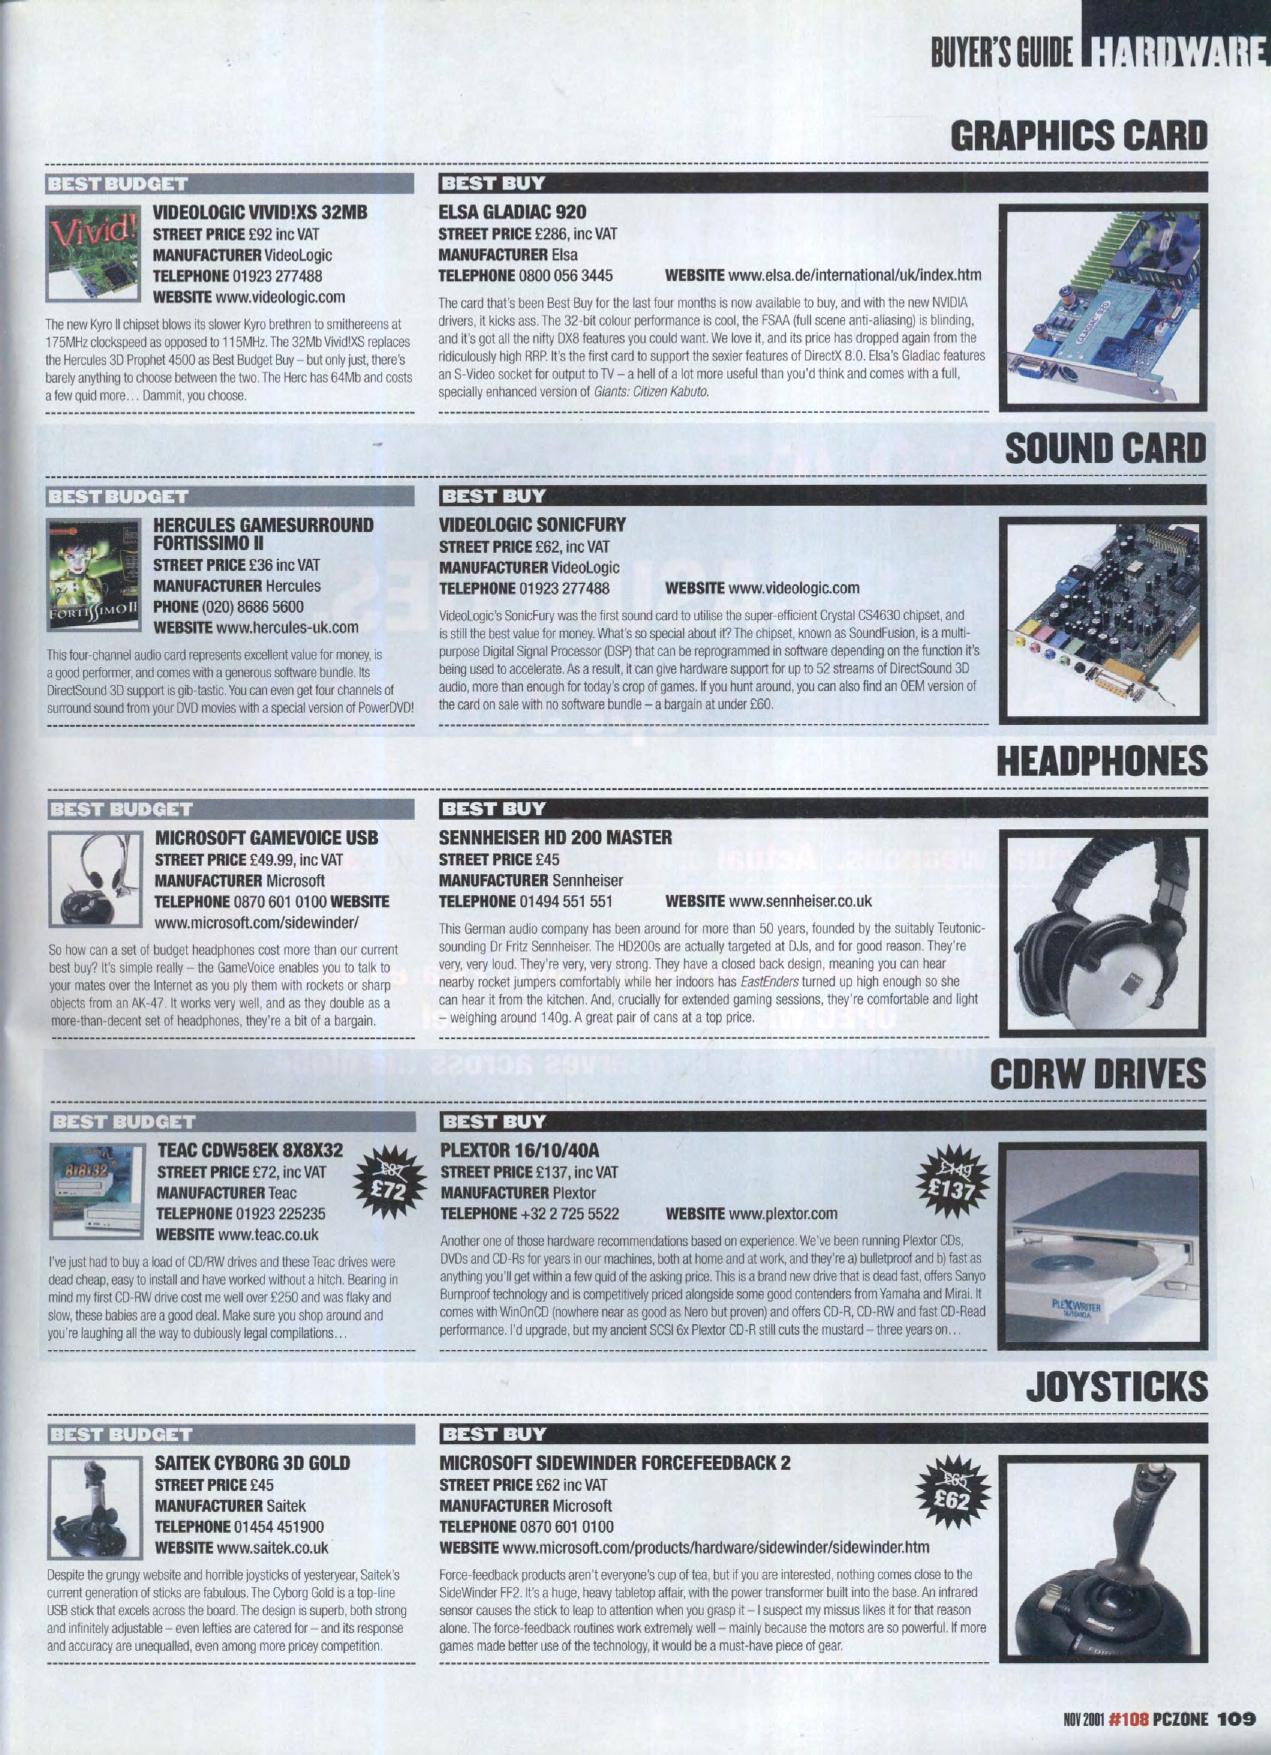 BUYER'S GUIDE HARDWARE
GRAPHICS CARD
BEST BUDGET
VIDEOLOGIC VIVID!XS 32MB
STREET PRICE £92 inc VAT
MANUFACTURER VideoLogic
TELEPHONE 01923 277488
WEBSITE www.videologic.com
Vivid!
The new Kyro II chipset blows its slower Kyro brethren to smithereens at
175MHz clockspeed as opposed to 115MHz. The 32Mb Vivid!XS replaces
the Hercules 3D Prophet 4500 as Best Budget Buy – but only just, there's
barely anything to choose between the two. The Herc has 64Mb and costs
a few quid more... Dammit, you choose.
BEST BUY
ELSA GLADIAC 920
STREET PRICE £286, inc VAT
MANUFACTURER Elsa
TELEPHONE 0800 056 3445 WEBSITE www.elsa.de/international/uk/index.htm
The card that's been Best Buy for the last four months is now available to buy, and with the new NVIDIA
drivers, it kicks ass. The 32-bit colour performance is cool, the FSAA (full scene anti-aliasing) is blinding,
and it's got all the nifty DX8 features you could want. We love it, and its price has dropped again from the
ridiculously high RRP. It's the first card to support the sexier features of DirectX 8.0. Elsa's Gladiac features
an S-Video socket for output to TV – a hell of a lot more useful than you'd think and comes with a full,
specially enhanced version of Giants: Citizen Kabuto.
GLADIAC 920
SOUND CARD
BEST BUDGET
HERCULES GAMESURROUND
FORTISSIMO II
STREET PRICE £36 inc VAT
MANUFACTURER Hercules
PHONE (020) 8686 5600
WEBSITE www.hercules-uk.com
FORTISSIMO II
This four-channel audio card represents excellent value for money, is
a good performer, and comes with a generous software bundle. Its
DirectSound 3D support is gib-tastic. You can even get four channels of
surround sound from your DVD movies with a special version of PowerDVD!
BEST BUY
VIDEOLOGIC SONICFURY
STREET PRICE £62, inc VAT
MANUFACTURER VideoLogic
TELEPHONE 01923 277488 WEBSITE www.videologic.com
VideoLogic's SonicFury was the first sound card to utilise the super-efficient Crystal CS4630 chipset, and
is still the best value for money. What's so special about it? The chipset, known as SoundFusion, is a multi-
purpose Digital Signal Processor (DSP) that can be reprogrammed in software depending on the function it's
being used to accelerate. As a result, it can give hardware support for up to 52 streams of DirectSound 3D
audio, more than enough for today's crop of games. If you hunt around, you can also find an OEM version of
the card on sale with no software bundle – a bargain at under £60.
HEADPHONES
BEST BUDGET
MICROSOFT GAMEVOICE USB
STREET PRICE £49.99, inc VAT
MANUFACTURER Microsoft
TELEPHONE 0870 601 0100 WEBSITE
www.microsoft.com/sidewinder/
So how can a set of budget headphones cost more than our current
best buy? It's simple really – the GameVoice enables you to talk to
your mates over the Internet as you ply them with rockets or sharp
objects from an AK-47. It works very well, and as they double as a
more-than-decent set of headphones, they're a bit of a bargain.
BEST BUY
SENNHEISER HD 200 MASTER
STREET PRICE £45
MANUFACTURER Sennheiser
TELEPHONE 01494 551 551 WEBSITE www.sennheiser.co.uk
This German audio company has been around for more than 50 years, founded by the suitably Teutonic-
sounding Dr Fritz Sennheiser. The HD200s are actually targeted at DJs, and for good reason. They're
very, very loud. They're very, very strong. They have a closed back design, meaning you can hear
nearby rocket jumpers comfortably while her indoors has EastEnders turned up high enough so she
can hear it from the kitchen. And, crucially for extended gaming sessions, they're comfortable and light
– weighing around 140g. A great pair of cans at a top price.
CDRW DRIVES
BEST BUDGET
TEAC CDW58EK 8X8X32
STREET PRICE £72, inc VAT
MANUFACTURER Teac
TELEPHONE 01923 225235
WEBSITE www.teac.co.uk
8x8x32
£87
£72
I've just had to buy a load of CD/RW drives and these Teac drives were
dead cheap, easy to install and have worked without a hitch. Bearing in
mind my first CD-RW drive cost me well over £250 and was flaky and
slow, these babies are a good deal. Make sure you shop around and
you're laughing all the way to dubiously legal compilations...
BEST BUY
PLEXTOR 16/10/40A
STREET PRICE £137, inc VAT
MANUFACTURER Plextor
TELEPHONE +32 2 725 5522 WEBSITE www.plextor.com
£149
£137
Another one of those hardware recommendations based on experience. We've been running Plextor CDs,
DVDs and CD-Rs for years in our machines, both at home and at work, and they're a) bulletproof and b) fast as
anything you'll get within a few quid of the asking price. This is a brand new drive that is dead fast, offers Sanyo
Burnproof technology and is competitively priced alongside some good contenders from Yamaha and Mirai. It
comes with WinOnCD (nowhere near as good as Nero but proven) and offers CD-R, CD-RW and fast CD-Read
performance. I'd upgrade, but my ancient SCSI 6x Plextor CD-R still cuts the mustard – three years on...
PLEXWRITER
16/10/40A
JOYSTICKS
BEST BUDGET
SAITEK CYBORG 3D GOLD
STREET PRICE £45
MANUFACTURER Saitek
TELEPHONE 01454 451900
WEBSITE www.saitek.co.uk
Despite the grungy website and horrible joysticks of yesteryear, Saitek's
current generation of sticks are fabulous. The Cyborg Gold is a top-line
USB stick that excels across the board. The design is superb, both strong
and infinitely adjustable – even lefties are catered for – and its response
and accuracy are unequalled, even among more pricey competition.
BEST BUY
MICROSOFT SIDEWINDER FORCEFEEDBACK 2
STREET PRICE £62 inc VAT
MANUFACTURER Microsoft
TELEPHONE 0870 601 0100
WEBSITE www.microsoft.com/products/hardware/sidewinder/sidewinder.htm
£65
£62
Force-feedback products aren't everyone's cup of tea, but if you are interested, nothing comes close to the
SideWinder FF2. It's a huge, heavy tabletop affair, with the power transformer built into the base. An infrared
sensor causes the stick to leap to attention when you grasp it – I suspect my missus likes it for that reason
alone. The force-feedback routines work extremely well – mainly because the motors are so powerful. If more
games made better use of the technology, it would be a must-have piece of gear.
NOV 2001 #108 PCZONE 109